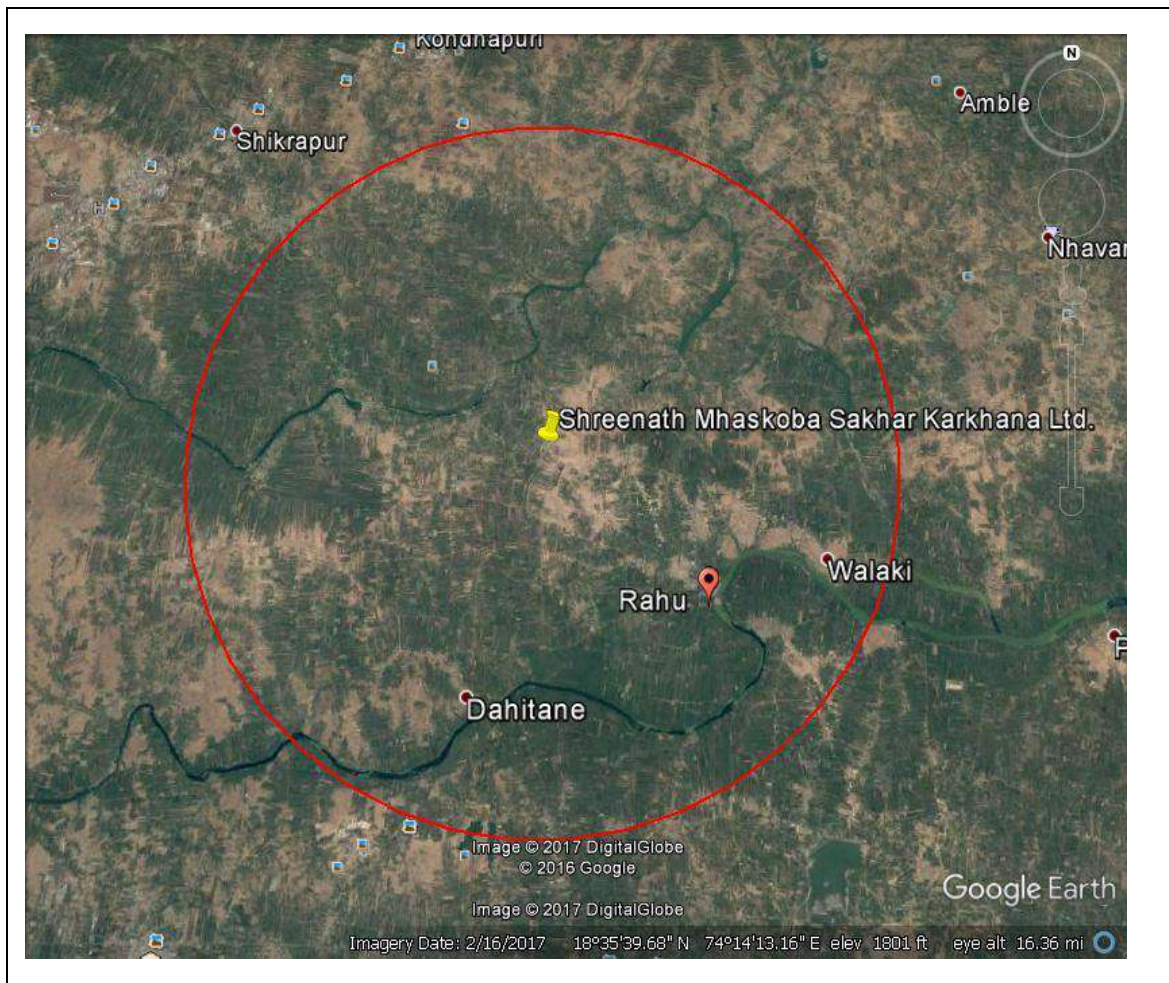 Kondhapuri
N
Amble
Shikrapur
H
Shreenath Mhaskoba Sakhar Karkhana Ltd.
Walaki
Rahu
Dahitane
Image © 2017 DigitalGlobe
© 2016 Google
Google Earth
Image © 2017 DigitalGlobe
Imagery Date: 2/16/2017 18°35'39.68" N 74°14'13.16" E elev 1801 ft eye alt 16.36 mi